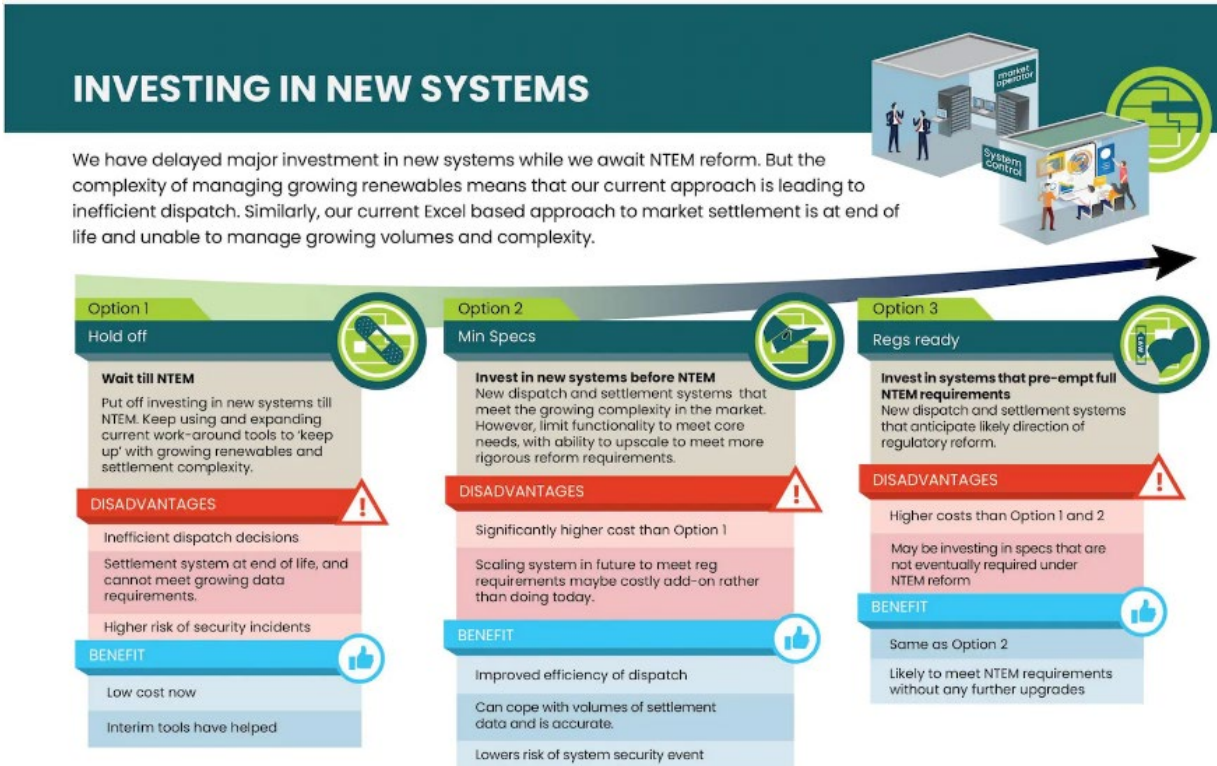 INVESTING IN NEW SYSTEMS
market
operator
System
control
We have delayed major investment in new systems while we await NTEM reform. But the
complexity of managing growing renewables means that our current approach is leading to
inefficient dispatch. Similarly, our current Excel based approach to market settlement is at end of
life and unable to manage growing volumes and complexity.
Option 1
Hold off
Wait till NTEM
Put off investing in new systems till
NTEM. Keep using and expanding
current work-around tools to ‘keep
up’ with growing renewables and
settlement complexity.
DISADVANTAGES
Inefficient dispatch decisions
Settlement system at end of life, and
cannot meet growing data
requirements.
Higher risk of security incidents
BENEFIT
Low cost now
Interim tools have helped
Option 2
Min Specs
Invest in new systems before NTEM
New dispatch and settlement systems that
meet the growing complexity in the market.
However, limit functionality to meet core
needs, with ability to upscale to meet more
rigorous reform requirements.
DISADVANTAGES
Significantly higher cost than Option 1
Scaling system in future to meet reg
requirements maybe costly add-on rather
than doing today.
BENEFIT
Improved efficiency of dispatch
Can cope with volumes of settlement
data and is accurate.
Lowers risk of system security event
Option 3
Regs ready
LAW
Invest in systems that pre-empt full
NTEM requirements
New dispatch and settlement systems
that anticipate likely direction of
regulatory reform.
DISADVANTAGES
Higher costs than Option 1 and 2
May be investing in specs that are
not eventually required under
NTEM reform
BENEFIT
Same as Option 2
Likely to meet NTEM requirements
without any further upgrades